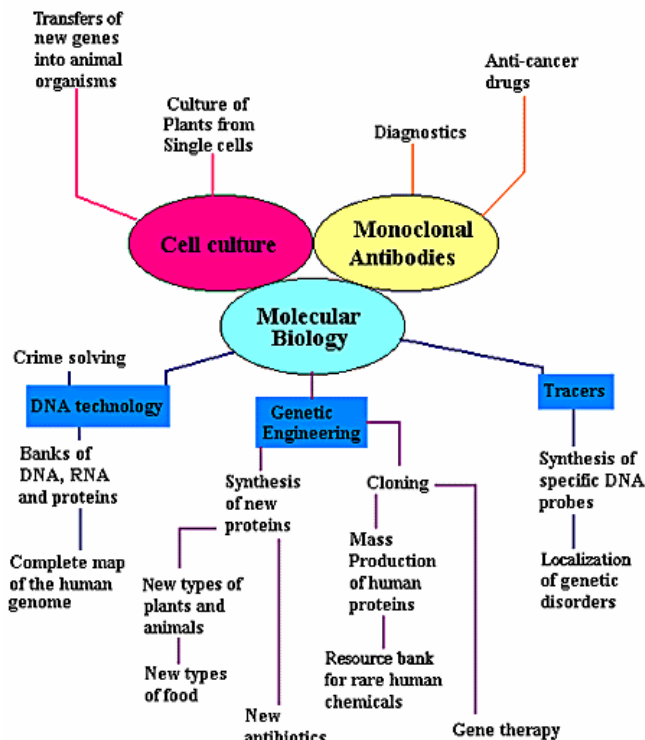 Transfers of
new genes
into animal
organisms
Culture of
Plants from
Single cells
Anti-cancer
drugs
Diagnostics
Cell culture
Monoclonal
Antibodies
Molecular
Biology
Crime solving
DNA technology
Banks of
DNA, RNA
and proteins
Complete map
of the human
genome
Genetic
Engineering
Synthesis
of new
proteins
New types of
plants and
animals
New types
of food
New
antibiotics
Cloning
Mass
Production
of human
proteins
Resource bank
for rare human
chemicals
Gene therapy
Tracers
Synthesis of
specific DNA
probes
Localization
of genetic
disorders